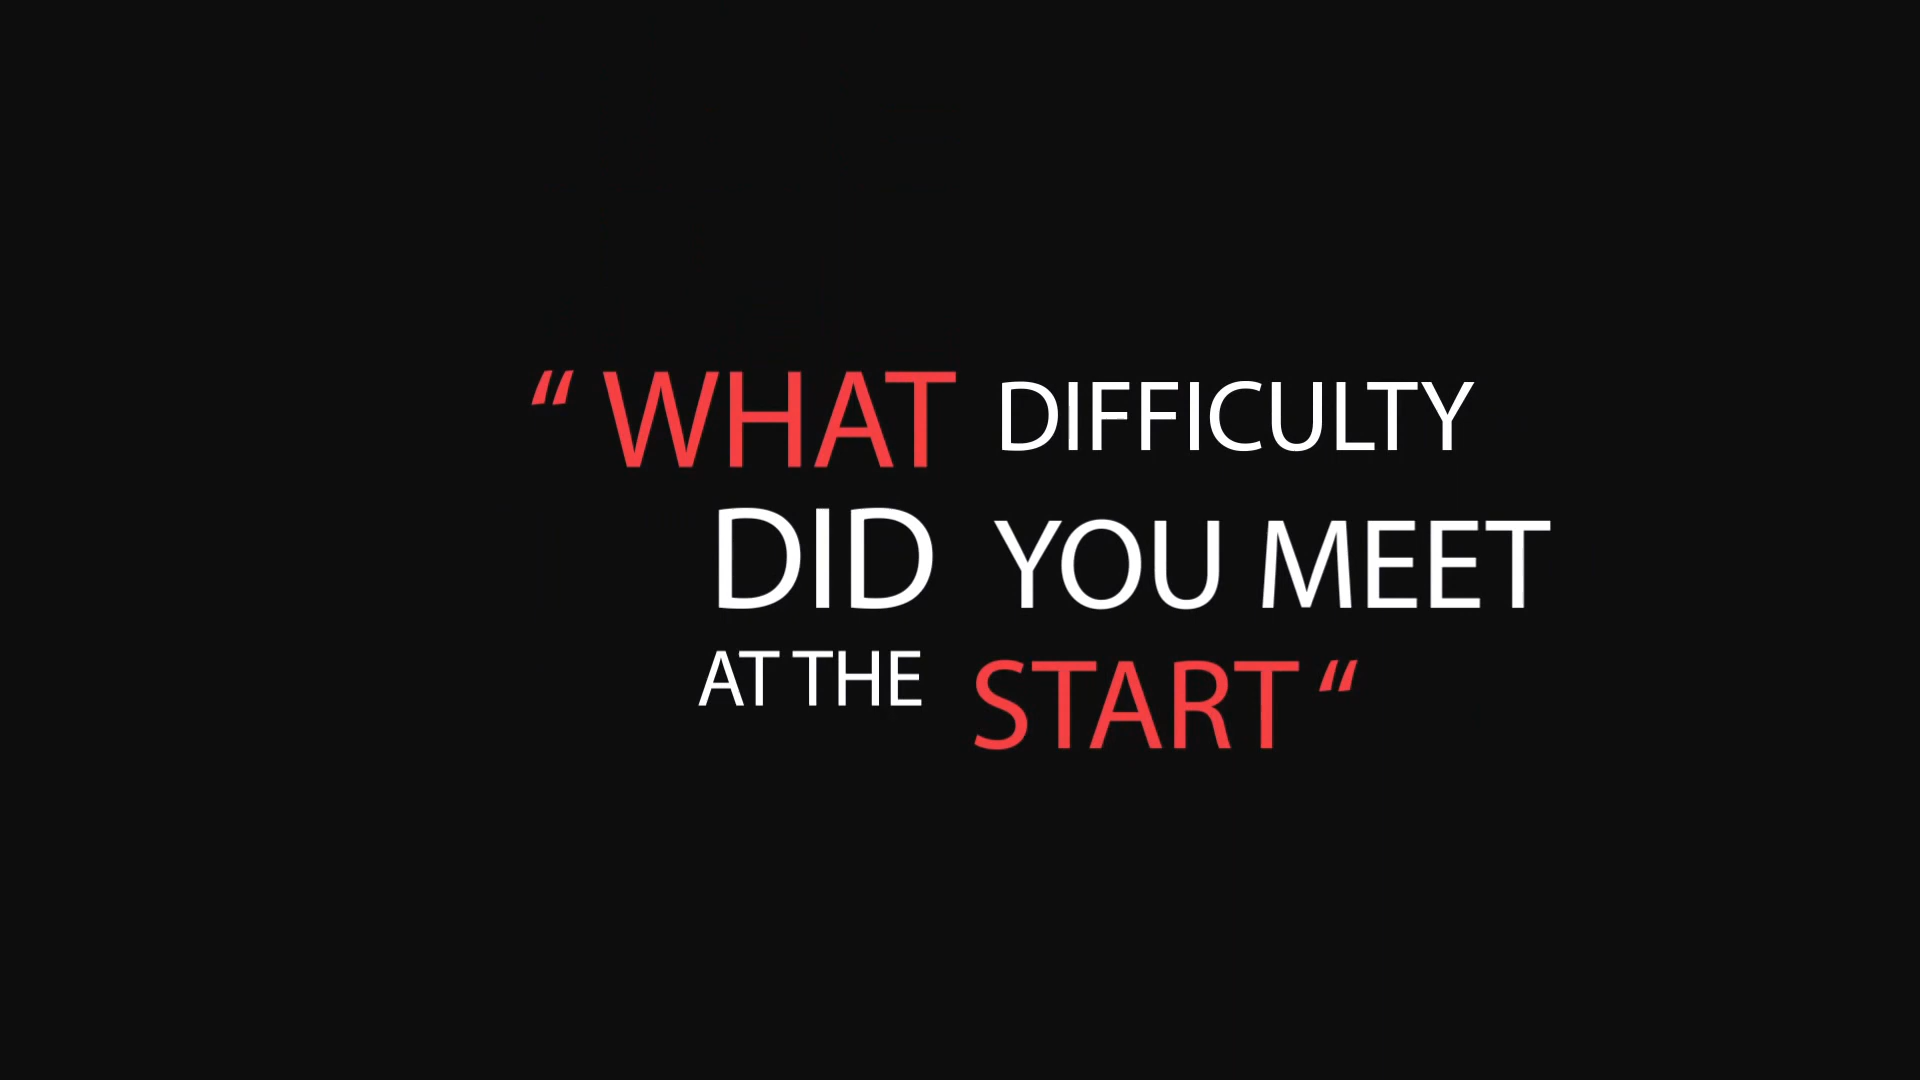 “ WHAT DIFFICULTY
DID YOU MEET
AT THE START “